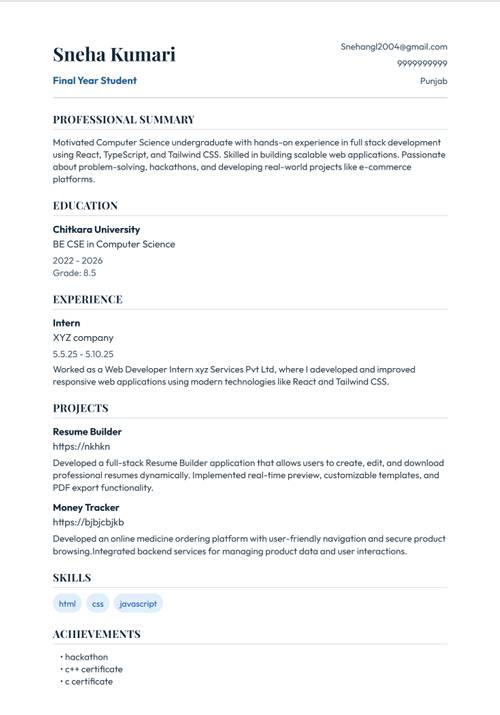 Sneha Kumari
Final Year Student
Snehangl2004@gmail.com
9999999999
Punjab
PROFESSIONAL SUMMARY
Motivated Computer Science undergraduate with hands-on experience in full stack development
using React, TypeScript, and Tailwind CSS. Skilled in building scalable web applications. Passionate
about problem-solving, hackathons, and developing real-world projects like e-commerce
platforms.
EDUCATION
Chitkara University
BE CSE in Computer Science
2022 - 2026
Grade: 8.5
EXPERIENCE
Intern
XYZ company
5.5.25 - 5.10.25
Worked as a Web Developer Intern xyz Services Pvt Ltd, where I adeveloped and improved
responsive web applications using modern technologies like React and Tailwind CSS.
PROJECTS
Resume Builder
https://nkhkn
Developed a full-stack Resume Builder application that allows users to create, edit, and download
professional resumes dynamically. Implemented real-time preview, customizable templates, and
PDF export functionality.
Money Tracker
https://bjbjcbjkb
Developed an online medicine ordering platform with user-friendly navigation and secure product
browsing.Integrated backend services for managing product data and user interactions.
SKILLS
html css javascript
ACHIEVEMENTS
• hackathon
• c++ certificate
• c certificate